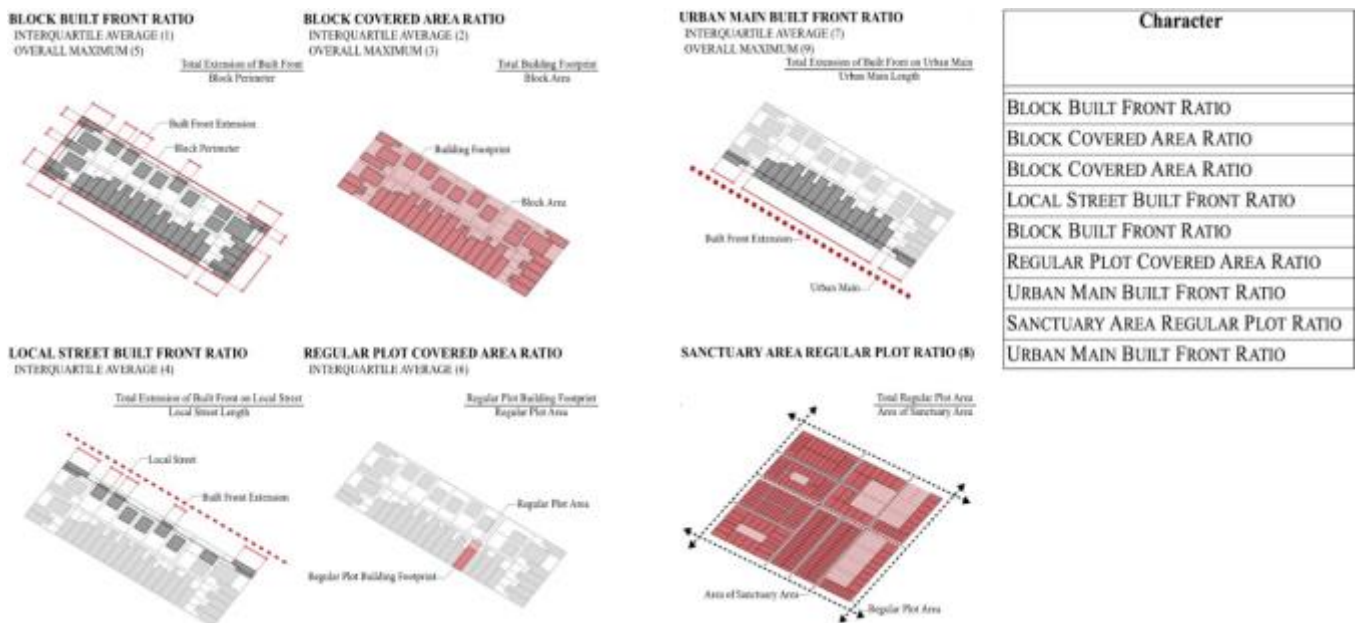 BLOCK BUILT FRONT RATIO
INTERQUARTILE AVERAGE (1)
OVERALL MAXIMUM (5)
Total Extension of Built Front
Block Perimeter
Built Front Extension
Block Perimeter
BLOCK COVERED AREA RATIO
INTERQUARTILE AVERAGE (2)
OVERALL MAXIMUM (3)
Total Building Footprint
Block Area
Building Footprint
Block Area
URBAN MAIN BUILT FRONT RATIO
INTERQUARTILE AVERAGE (7)
OVERALL MAXIMUM (9)
Total Extension of Built Front on Urban Main
Urban Main Length
Built Front Extension
Urban Main
LOCAL STREET BUILT FRONT RATIO
INTERQUARTILE AVERAGE (4)
Total Extension of Built Front on Local Street
Local Street Length
Local Street
Built Front Extension
REGULAR PLOT COVERED AREA RATIO
INTERQUARTILE AVERAGE (6)
Regular Plot Building Footprint
Regular Plot Area
Regular Plot Area
Regular Plot Building Footprint
SANCTUARY AREA REGULAR PLOT RATIO (8)
Total Regular Plot Area
Area of Sanctuary Area
Area of Sanctuary Area
Regular Plot Area
Character
BLOCK BUILT FRONT RATIO
BLOCK COVERED AREA RATIO
BLOCK COVERED AREA RATIO
LOCAL STREET BUILT FRONT RATIO
BLOCK BUILT FRONT RATIO
REGULAR PLOT COVERED AREA RATIO
URBAN MAIN BUILT FRONT RATIO
SANCTUARY AREA REGULAR PLOT RATIO
URBAN MAIN BUILT FRONT RATIO